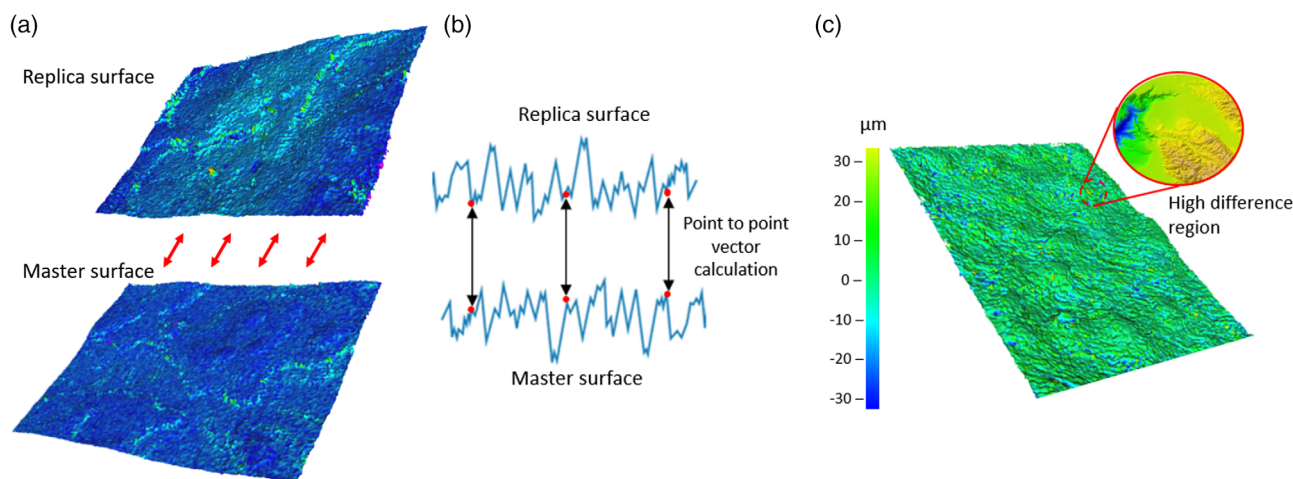 (a)
Replica surface
Master surface
(b)
Replica surface
Point to point
vector
calculation
Master surface
(c)
μm
30
20
10
0
-10
-20
-30
High difference
region